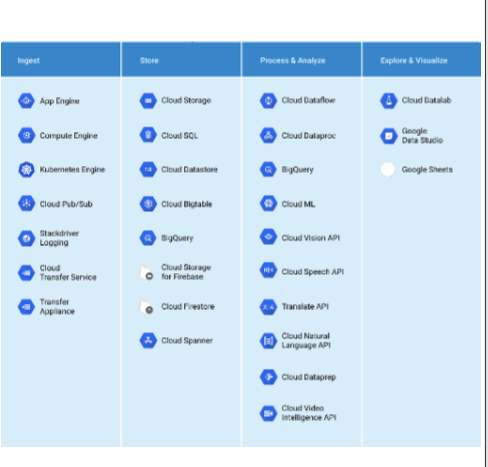 Ingest
App Engine
Compute Engine
Kubernetes Engine
Cloud Pub/Sub
Stackdriver
Logging
Cloud
Transfer Service
Transfer
Appliance
Store
Cloud Storage
Cloud SQL
Cloud Datastore
Cloud Bigtable
BigQuery
Cloud Storage
for Firebase
Cloud Firestore
Cloud Spanner
Process & Analyze
Cloud Dataflow
Cloud Dataproc
BigQuery
Cloud ML
Cloud Vision API
Cloud Speech API
Translate API
Cloud Natural
Language API
Cloud Dataprep
Cloud Video
Intelligence API
Explore & Visualize
Cloud Datalab
Google
Data Studio
Google Sheets